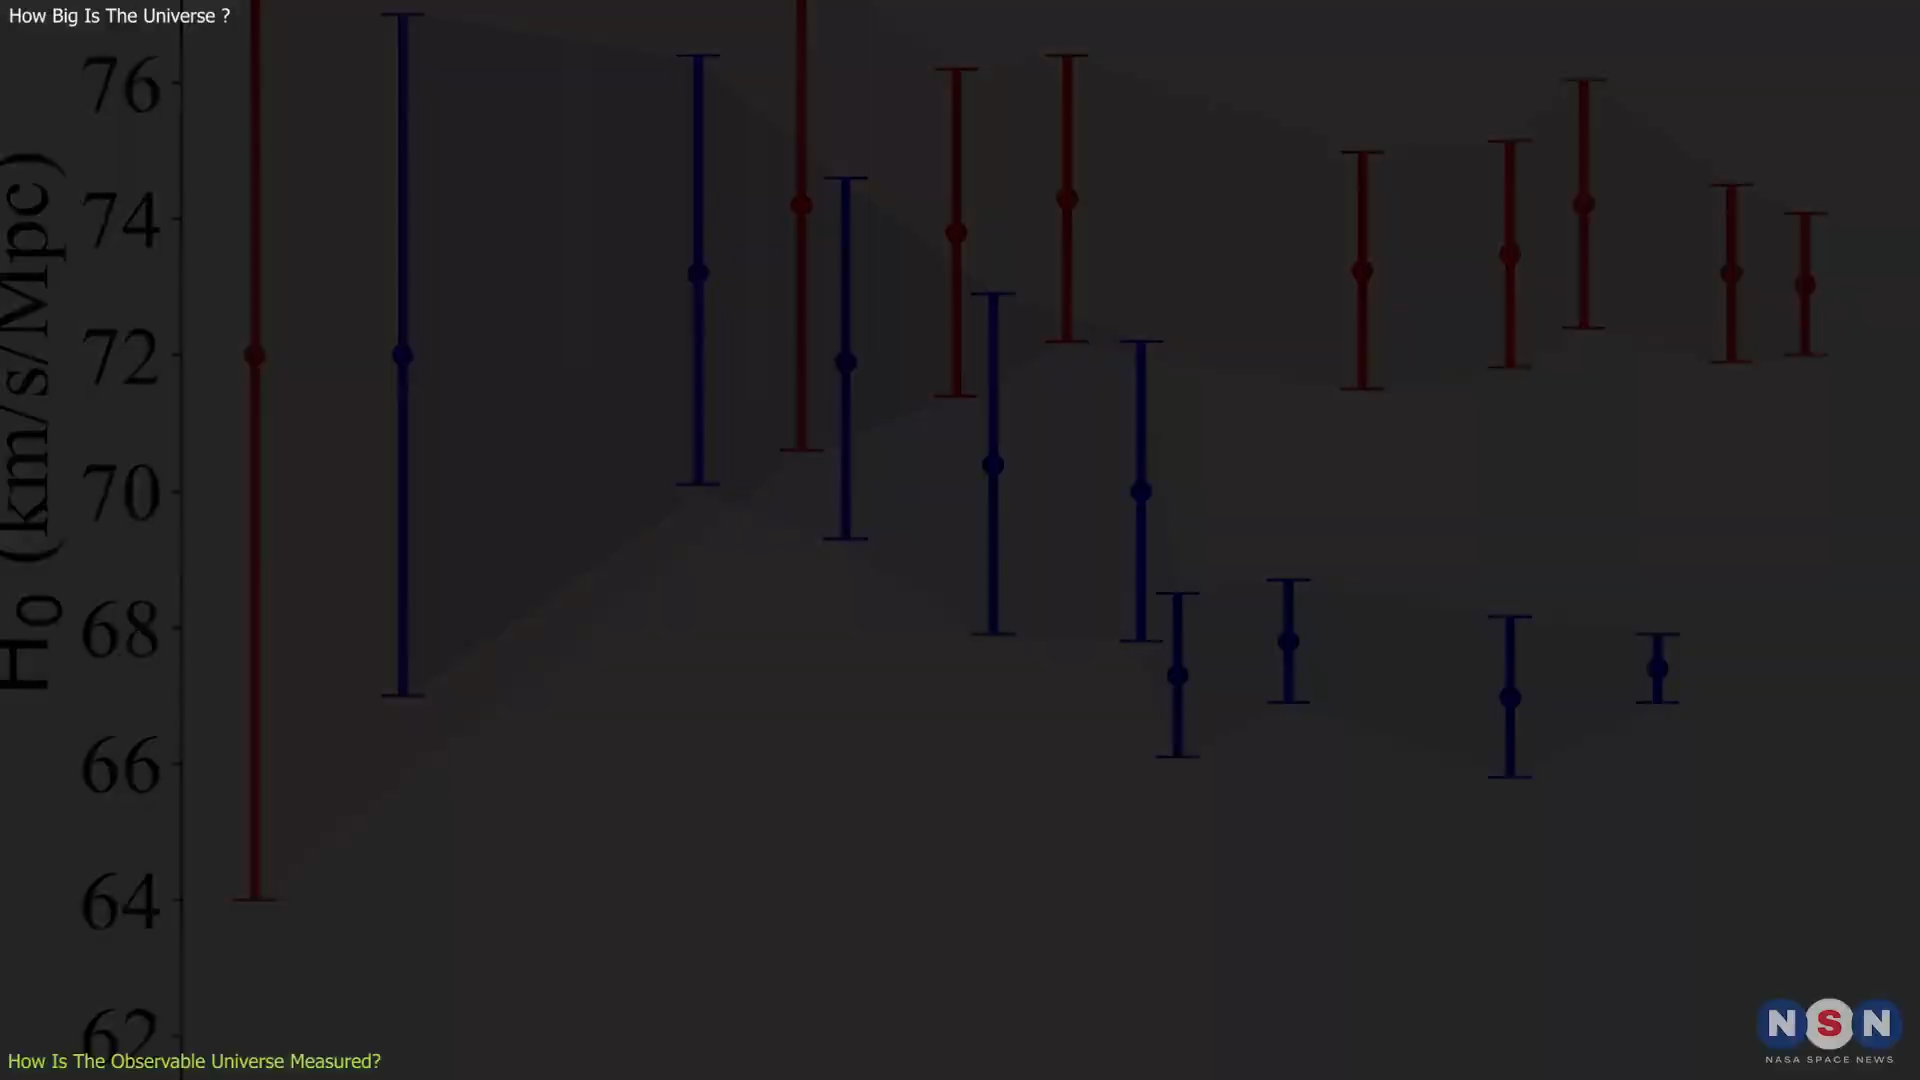 How Big Is The Universe ?
76
74
72
70
68
66
64
62
H0 (km/s/Mpc)
How Is The Observable Universe Measured?
NSN
NASA SPACE NEWS